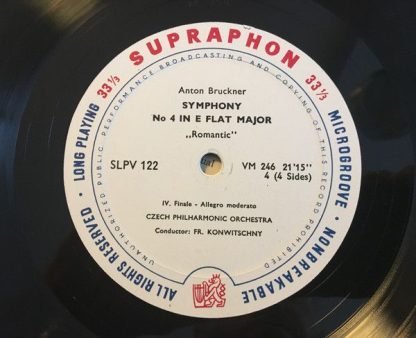 SUPRAPHON
33⅓ LONG PLAYING · ALL RIGHTS RESERVED
33⅓ MICROGROOVE · NONBREAKABLE
UNAUTHORIZED PUBLIC PERFORMANCE BROADCASTING AND COPYING OF THIS RECORD PROHIBITED
Anton Bruckner
SYMPHONY
No 4 IN E FLAT MAJOR
„Romantic"
SLPV 122
VM 246 21'15"
4 (4 Sides)
IV. Finale - Allegro moderato
CZECH PHILHARMONIC ORCHESTRA
Conductor: FR. KONWITSCHNY